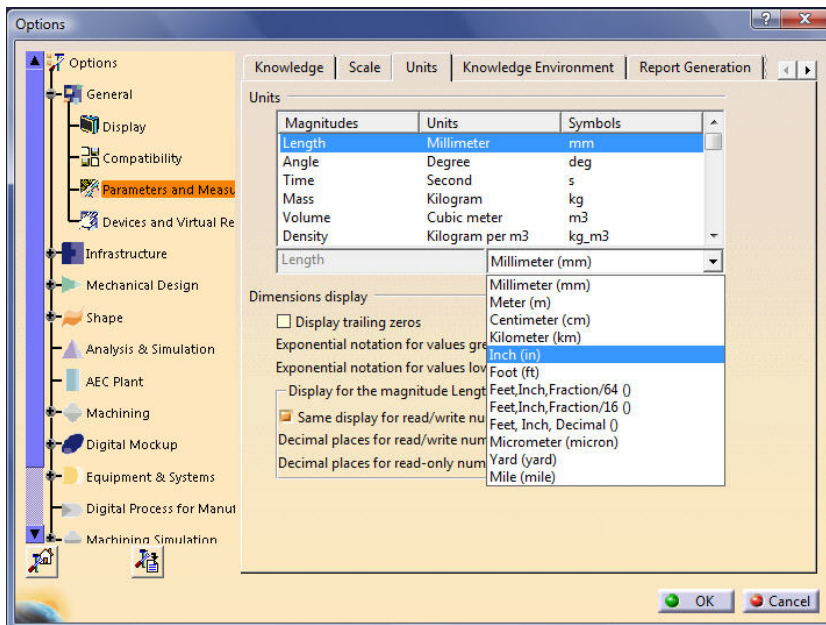 Options
Options
General
Display
Compatibility
Parameters and Measu
Devices and Virtual Re
Infrastructure
Mechanical Design
Shape
Analysis & Simulation
AEC Plant
Machining
Digital Mockup
Equipment & Systems
Digital Process for Manuf
Machining Simulation
Knowledge Scale Units Knowledge Environment Report Generation
Units
Magnitudes Units Symbols
Length Millimeter mm
Angle Degree deg
Time Second s
Mass Kilogram kg
Volume Cubic meter m3
Density Kilogram per m3 kg_m3
Length Millimeter (mm)
Millimeter (mm)
Meter (m)
Centimeter (cm)
Kilometer (km)
Inch (in)
Foot (ft)
Feet,Inch,Fraction/64 ()
Feet,Inch,Fraction/16 ()
Feet, Inch, Decimal ()
Micrometer (micron)
Yard (yard)
Mile (mile)
Dimensions display
Display trailing zeros
Exponential notation for values gre
Exponential notation for values lov
Display for the magnitude Lengt
Same display for read/write nu
Decimal places for read/write num
Decimal places for read-only num
OK Cancel